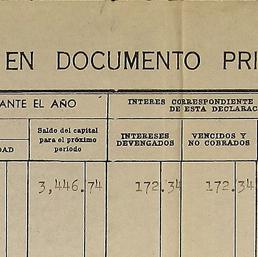 EN DOCUMENTO PRI
ANTE EL AÑO
INTERES CORRESPONDIENTE
DE ESTA DECLARAC
Saldo del capital
para el próximo
periodo
INTERESES
DEVENGADOS
VENCIDOS Y
NO COBRADOS
DAD
3,446.74 172.34 172.34